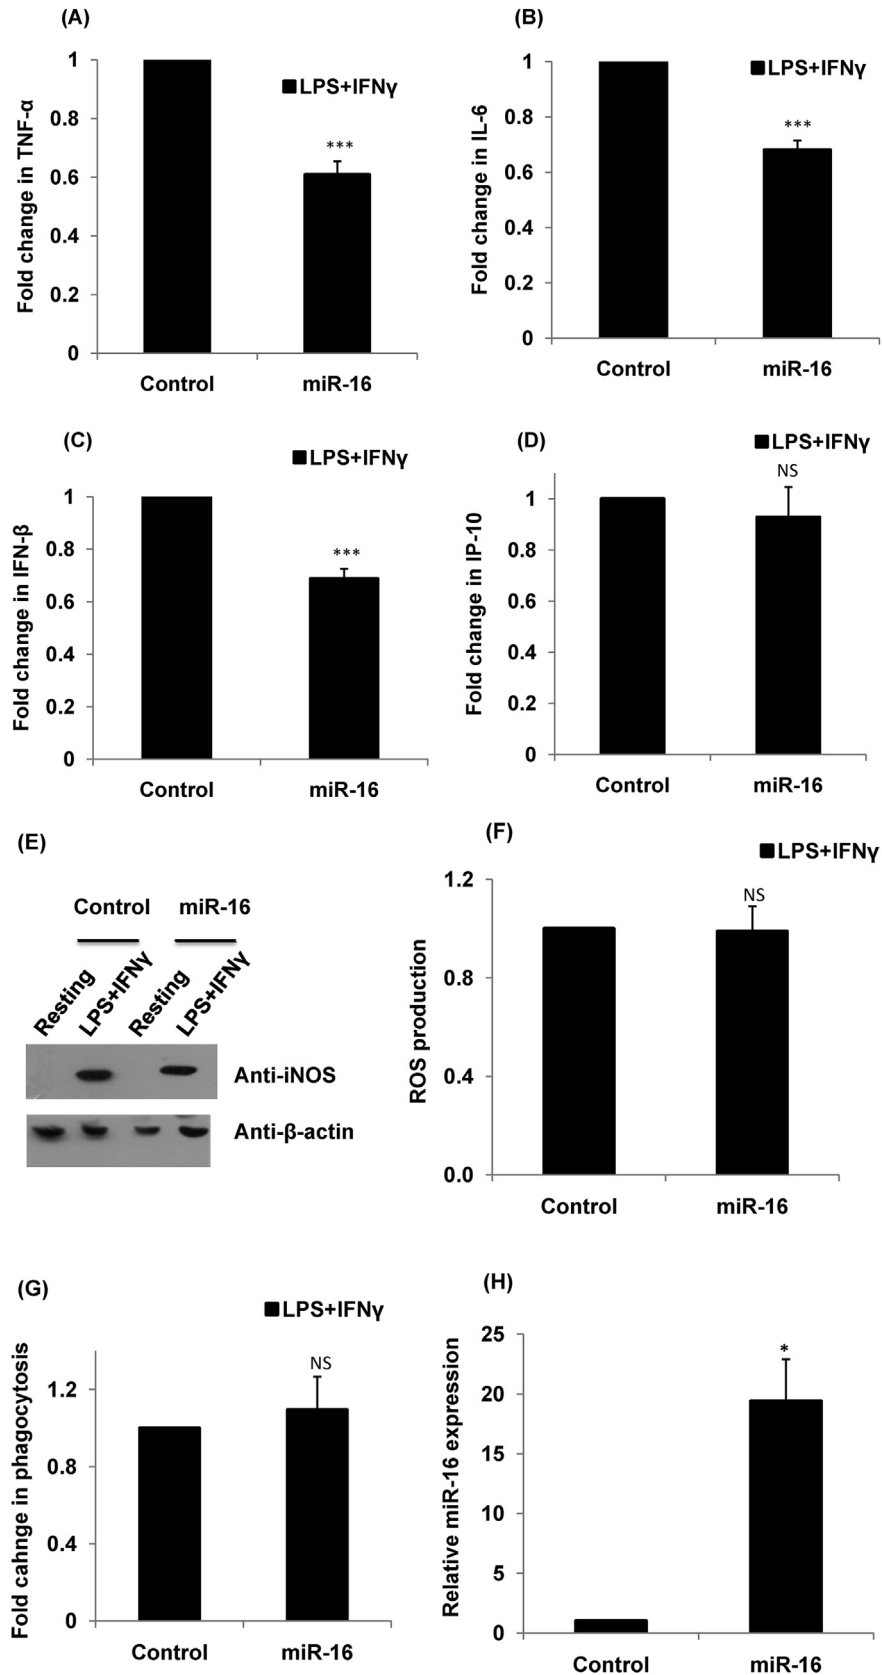 (A)
LPS+IFNγ
Fold change in TNF-α
1
0.8
0.6
0.4
0.2
0
***
Control
miR-16
(B)
LPS+IFNγ
Fold change in IL-6
1
0.8
0.6
0.4
0.2
0
***
Control
miR-16
(C)
LPS+IFNγ
Fold change in IFN-β
1
0.8
0.6
0.4
0.2
0
***
Control
miR-16
(D)
LPS+IFNγ
NS
Fold change in IP-10
1
0.8
0.6
0.4
0.2
0
Control
miR-16
(E)
Control miR-16
Resting
LPS+IFNγ
Resting
LPS+IFNγ
Anti-iNOS
Anti-β-actin
(F)
LPS+IFNγ
NS
ROS production
1.2
0.8
0.4
0.0
Control
miR-16
(G)
LPS+IFNγ
NS
Fold cahnge in phagocytosis
1.2
0.8
0.4
0
Control
miR-16
(H)
Relative miR-16 expression
25
20
15
10
5
0
*
Control
miR-16